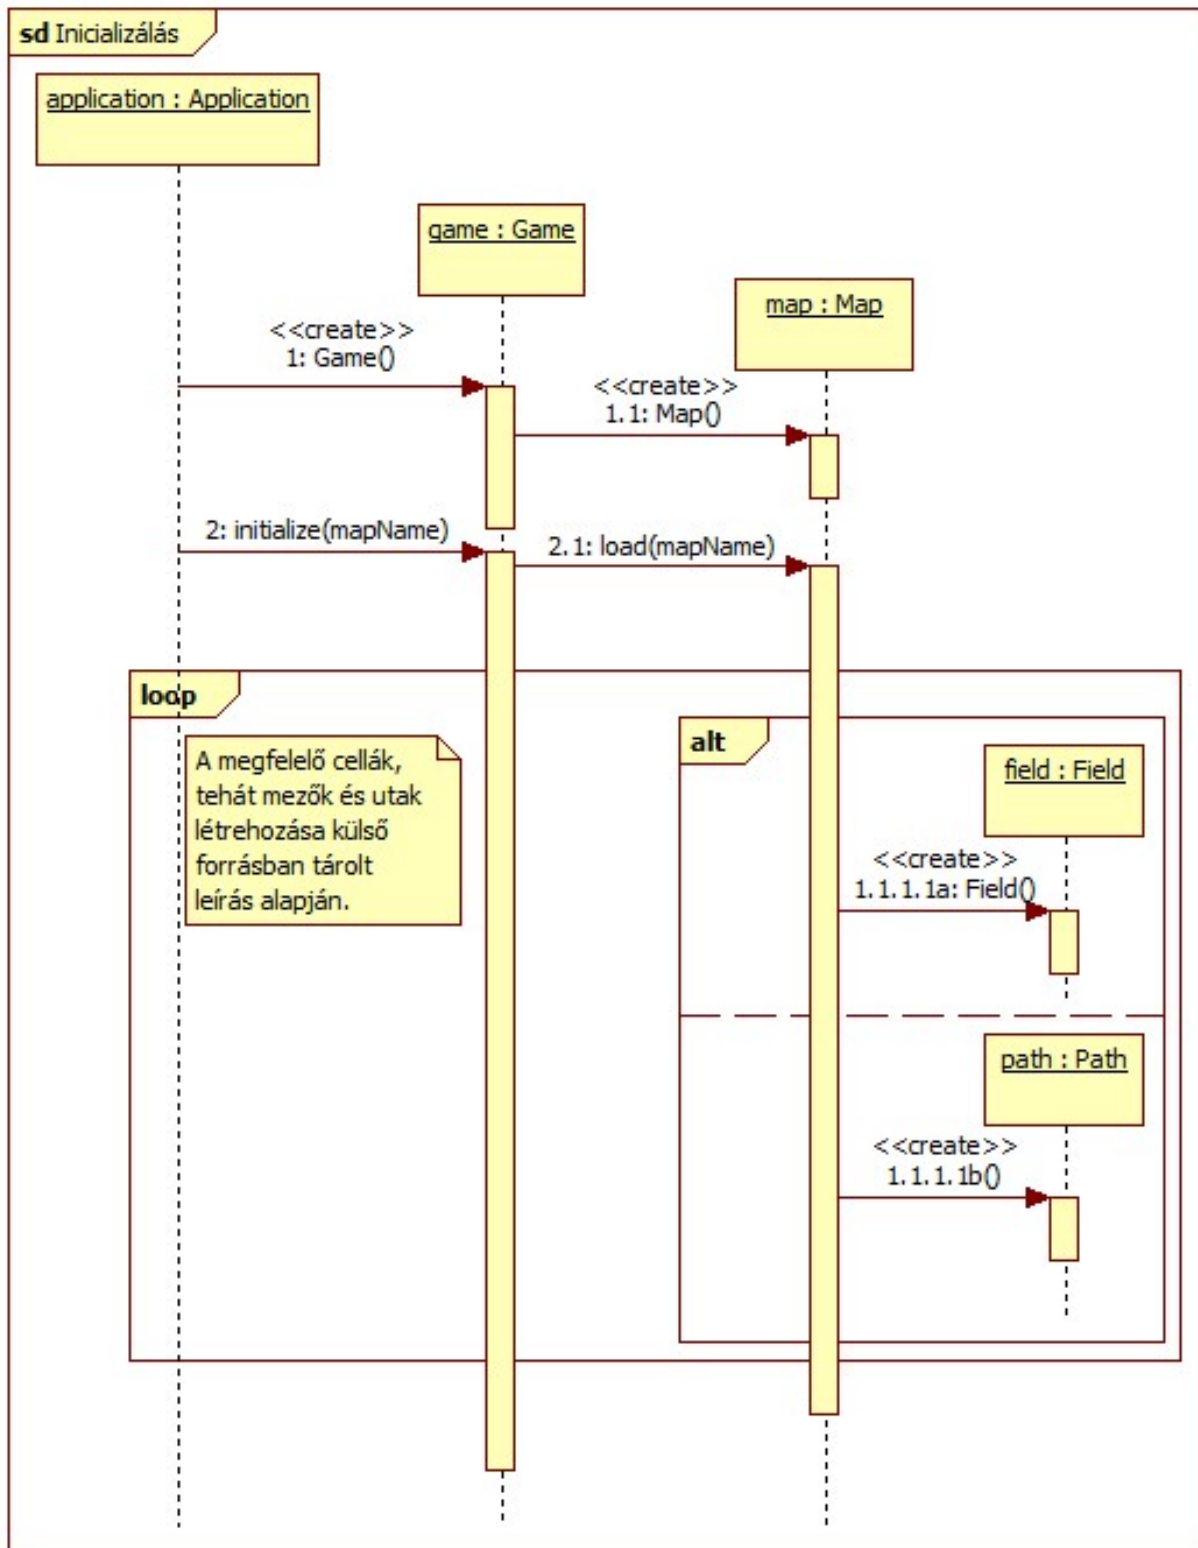 sd Inicializálás
application : Application
game : Game
map : Map
<<create>>
1: Game()
<<create>>
1.1: Map()
2: initialize(mapName)
2.1: load(mapName)
loop
alt
A megfelelő cellák,
tehát mezők és utak
létrehozása külső
forrásban tárolt
leírás alapján.
field : Field
<<create>>
1.1.1.1a: Field()
path : Path
<<create>>
1.1.1.1b()